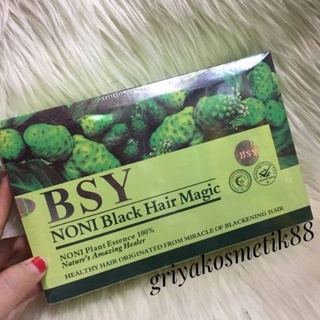 BSY
NONI Black Hair Magic
BSY
NONI Plant Essence 100%
Nature's Amazing Healer
HEALTHY HAIR ORIGINATED FROM MIRACLE OF BLACKENING HAIR
griyakosmetik88